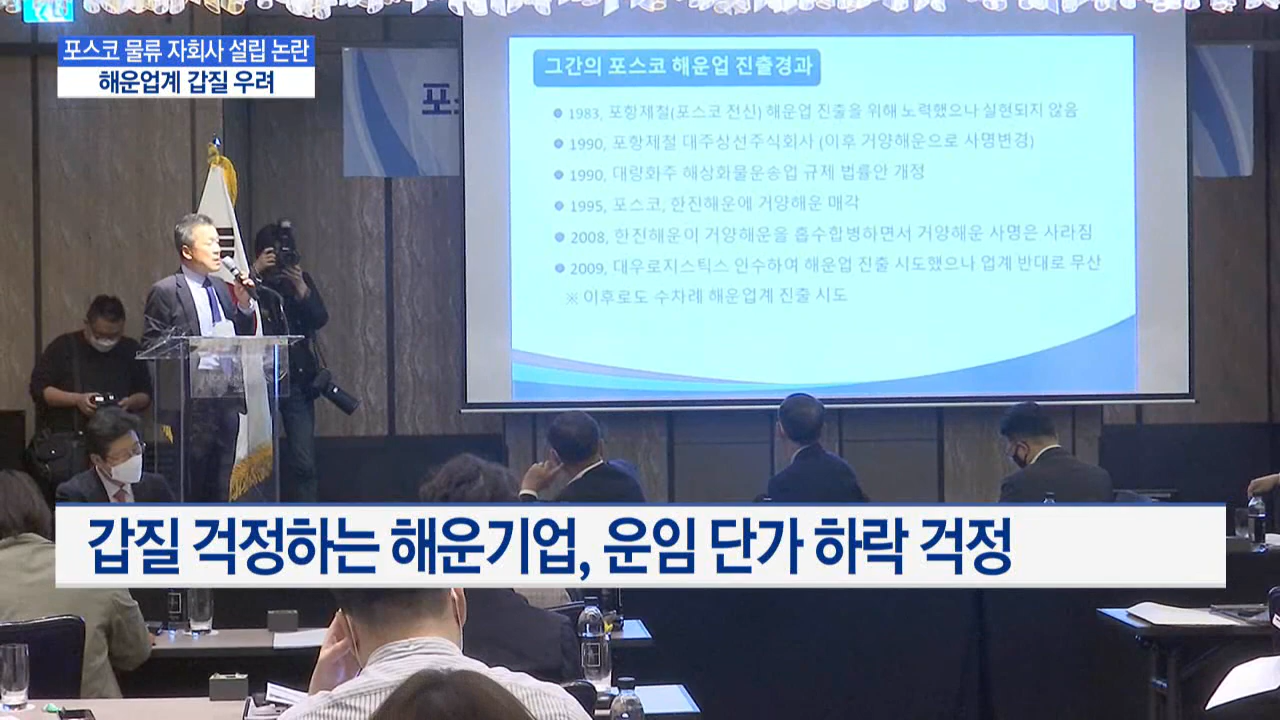 포스코 물류 자회사 설립 논란
해운업계 갑질 우려
포스
그간의 포스코 해운업 진출경과
1983, 포항제철(포스코 전신) 해운업 진출을 위해 노력했으나 실현되지 않음
1990, 포항제철 대주상선주식회사 (이후 거양해운으로 사명변경)
1990, 대량화주 해상화물운송업 규제 법률안 개정
1995, 포스코, 한진해운에 거양해운 매각
2008, 한진해운이 거양해운을 흡수합병하면서 거양해운 사명은 사라짐
2009, 대우로지스틱스 인수하여 해운업 진출 시도했으나 업계 반대로 무산
※ 이후로도 수차례 해운업계 진출 시도
갑질 걱정하는 해운기업, 운임 단가 하락 걱정